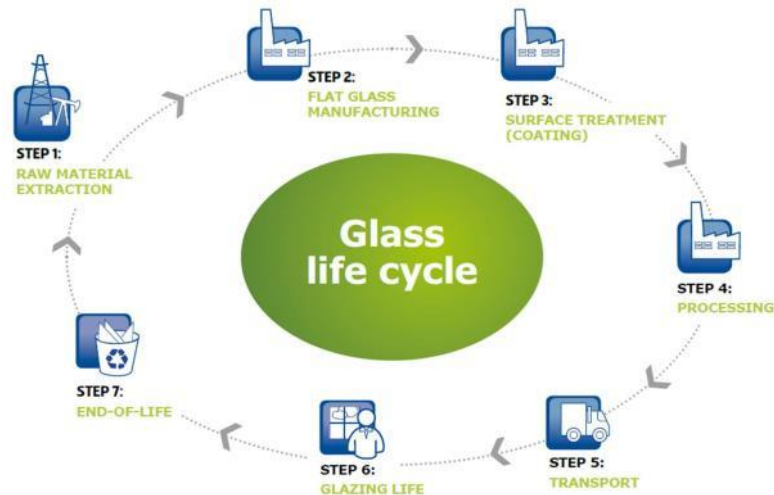 STEP 1:
RAW MATERIAL
EXTRACTION
STEP 2:
FLAT GLASS
MANUFACTURING
STEP 3:
SURFACE TREATMENT
(COATING)
STEP 4:
PROCESSING
STEP 5:
TRANSPORT
STEP 6:
GLAZING LIFE
STEP 7:
END-OF-LIFE
Glass
life cycle